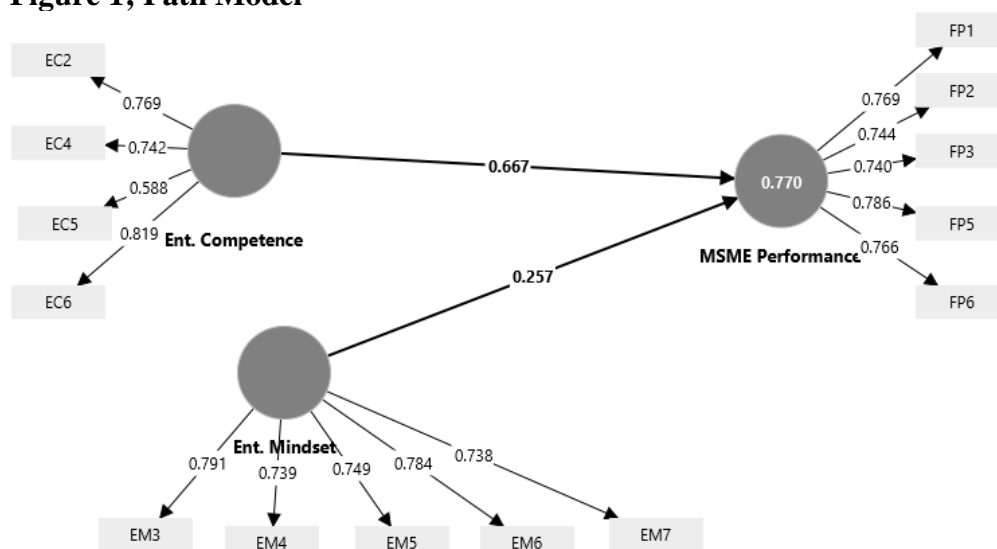 Figure 1, Path Model
EC2
0.769
EC4
0.742
0.588
EC5
0.819
EC6
Ent. Competence
0.667
0.257
0.770
MSME Performance
FP1
0.769
FP2
0.744
FP3
0.740
0.786
FP5
0.766
FP6
Ent. Mindset
0.791
0.739
0.749
0.784
0.738
EM3
EM4
EM5
EM6
EM7